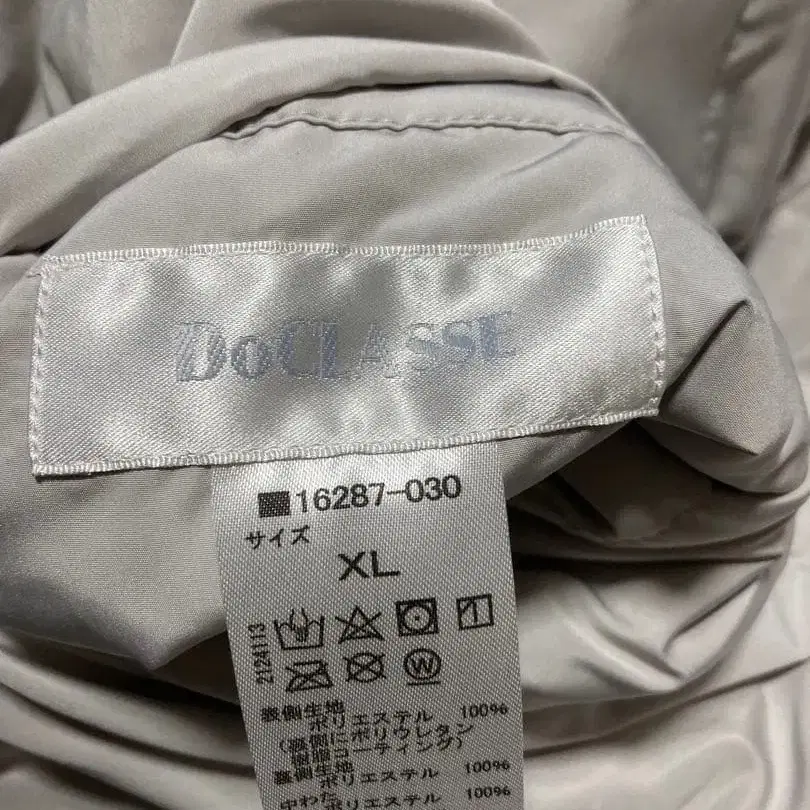 DoCLASSE
■16287-030
サイズ
XL
2124113
W
表側生地
ポリエステル 100%
(裏側にポリウレタン
樹脂コーティング)
裏側生地
ポリエステル 100%
中わた
ポリエステル 100%